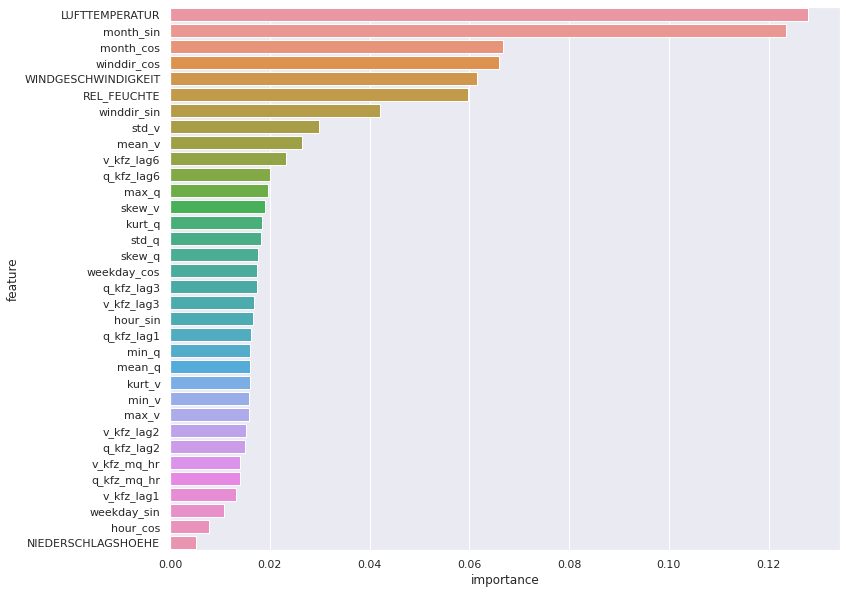 LUFTTEMPERATUR
month_sin
month_cos
winddir_cos
WINDGESCHWINDIGKEIT
REL_FEUCHTE
winddir_sin
std_v
mean_v
v_kfz_lag6
q_kfz_lag6
max_q
skew_v
kurt_q
std_q
skew_q
weekday_cos
q_kfz_lag3
v_kfz_lag3
hour_sin
q_kfz_lag1
min_q
mean_q
kurt_v
min_v
max_v
v_kfz_lag2
q_kfz_lag2
v_kfz_mq_hr
q_kfz_mq_hr
v_kfz_lag1
weekday_sin
hour_cos
NIEDERSCHLAGSHOEHE
feature
0.00 0.02 0.04 0.06 0.08 0.10 0.12
importance